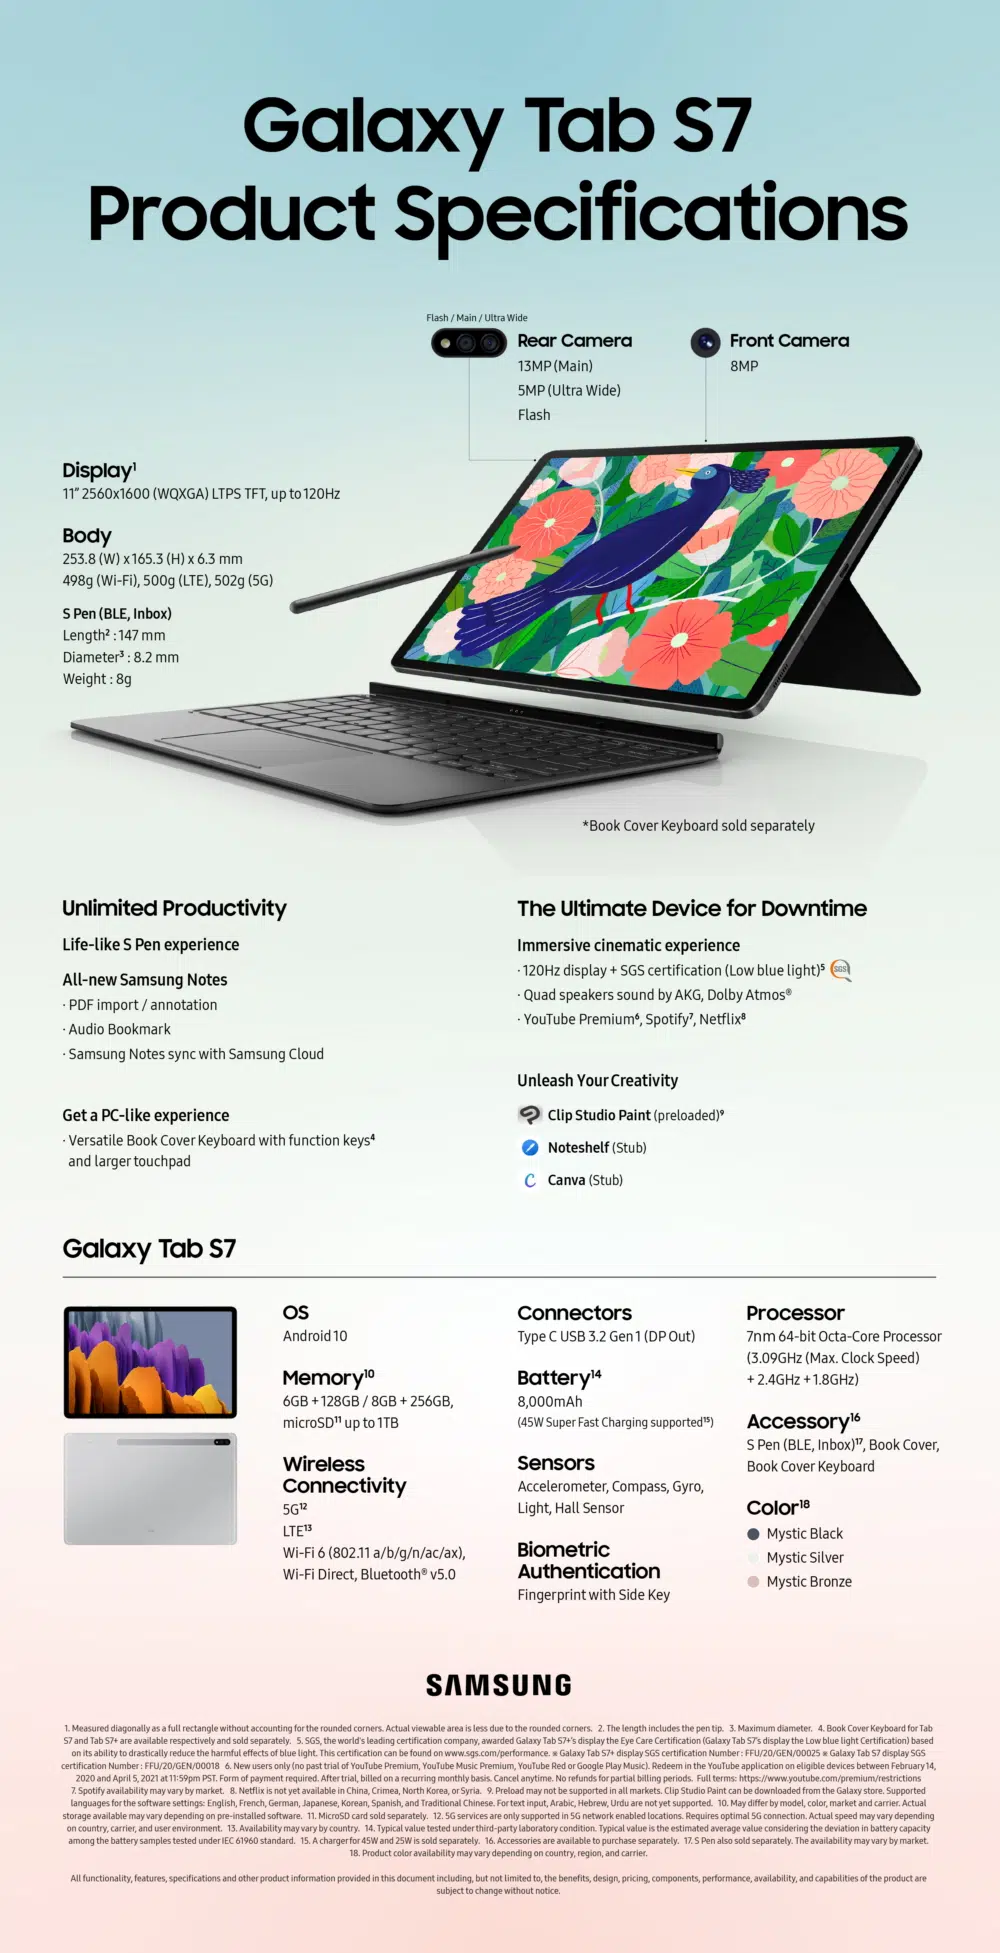 Galaxy Tab S7
Product Specifications
Flash / Main / Ultra Wide
Rear Camera
13MP (Main)
5MP (Ultra Wide)
Flash
Front Camera
8MP
Display¹
11” 2560x1600 (WQXGA) LTPS TFT, up to 120Hz
Body
253.8 (W) x 165.3 (H) x 6.3 mm
498g (Wi-Fi), 500g (LTE), 502g (5G)
S Pen (BLE, Inbox)
Length² : 147 mm
Diameter³ : 8.2 mm
Weight : 8g
*Book Cover Keyboard sold separately
Unlimited Productivity
Life-like S Pen experience
All-new Samsung Notes
· PDF import / annotation
· Audio Bookmark
· Samsung Notes sync with Samsung Cloud
Get a PC-like experience
· Versatile Book Cover Keyboard with function keys⁴
and larger touchpad
The Ultimate Device for Downtime
Immersive cinematic experience
· 120Hz display + SGS certification (Low blue light)⁵ SGS
· Quad speakers sound by AKG, Dolby Atmos®
· YouTube Premium⁶, Spotify⁷, Netflix⁸
Unleash Your Creativity
Clip Studio Paint (preloaded)⁹
Noteshelf (Stub)
Canva (Stub)
Galaxy Tab S7
OS
Android 10
Memory¹⁰
6GB + 128GB / 8GB + 256GB,
microSD¹¹ up to 1TB
Wireless
Connectivity
5G¹²
LTE¹³
Wi-Fi 6 (802.11 a/b/g/n/ac/ax),
Wi-Fi Direct, Bluetooth® v5.0
Connectors
Type C USB 3.2 Gen 1 (DP Out)
Battery¹⁴
8,000mAh
(45W Super Fast Charging supported¹⁵)
Sensors
Accelerometer, Compass, Gyro,
Light, Hall Sensor
Biometric
Authentication
Fingerprint with Side Key
Processor
7nm 64-bit Octa-Core Processor
(3.09GHz (Max. Clock Speed)
+ 2.4GHz + 1.8GHz)
Accessory¹⁶
S Pen (BLE, Inbox)¹⁷, Book Cover,
Book Cover Keyboard
Color¹⁸
Mystic Black
Mystic Silver
Mystic Bronze
SAMSUNG
1. Measured diagonally as a full rectangle without accounting for the rounded corners. Actual viewable area is less due to the rounded corners. 2. The length includes the pen tip. 3. Maximum diameter. 4. Book Cover Keyboard for Tab
S7 and Tab S7+ are available respectively and sold separately. 5. SGS, the world's leading certification company, awarded Galaxy Tab S7+'s display the Eye Care Certification (Galaxy Tab S7's display the Low blue light Certification) based
on its ability to drastically reduce the harmful effects of blue light. This certification can be found on www.sgs.com/performance. ※ Galaxy Tab S7+ display SGS certification Number : FFU/20/GEN/00025 ※ Galaxy Tab S7 display SGS
certification Number : FFU/20/GEN/00018 6. New users only (no past trial of YouTube Premium, YouTube Music Premium, YouTube Red or Google Play Music). Redeem in the YouTube application on eligible devices between February 14,
2020 and April 5, 2021 at 11:59pm PST. Form of payment required. After trial, billed on a recurring monthly basis. Cancel anytime. No refunds for partial billing periods. Full terms: https://www.youtube.com/premium/restrictions
7. Spotify availability may vary by market. 8. Netflix is not yet available in China, Crimea, North Korea, or Syria. 9. Preload may not be supported in all markets. Clip Studio Paint can be downloaded from the Galaxy store. Supported
languages for the software settings: English, French, German, Japanese, Korean, Spanish, and Traditional Chinese. For text input, Arabic, Hebrew, Urdu are not yet supported. 10. May differ by model, color, market and carrier. Actual
storage available may vary depending on pre-installed software. 11. MicroSD card sold separately. 12. 5G services are only supported in 5G network enabled locations. Requires optimal 5G connection. Actual speed may vary depending
on country, carrier, and user environment. 13. Availability may vary by country. 14. Typical value tested under third-party laboratory condition. Typical value is the estimated average value considering the deviation in battery capacity
among the battery samples tested under IEC 61960 standard. 15. A charger for 45W and 25W is sold separately. 16. Accessories are available to purchase separately. 17. S Pen also sold separately. The availability may vary by market.
18. Product color availability may vary depending on country, region, and carrier.
All functionality, features, specifications and other product information provided in this document including, but not limited to, the benefits, design, pricing, components, performance, availability, and capabilities of the product are
subject to change without notice.